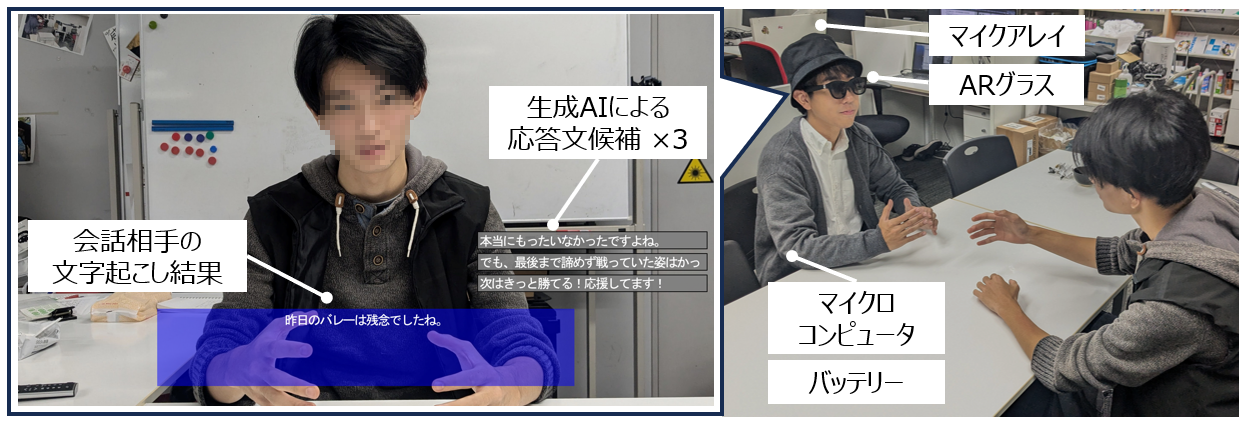 生成AIによる
応答文候補 ×3
会話相手の
文字起こし結果
本当にもったいなかったですよね。
でも、最後まで諦めず戦っていた姿はかっ
次はきっと勝てる！応援してます！
昨日のバレーは残念でしたね。
マイクアレイ
ARグラス
マイクロ
コンピュータ
バッテリー